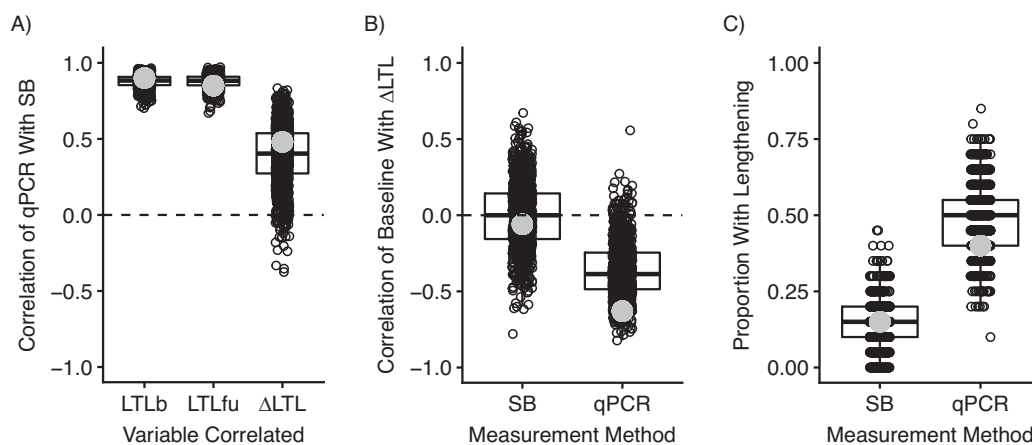 A)
Correlation of qPCR With SB
1.0
0.5
0.0
−0.5
−1.0
LTLb LTLfu ΔLTL
Variable Correlated
B)
Correlation of Baseline With ΔLTL
1.0
0.5
0.0
−0.5
−1.0
SB qPCR
Measurement Method
C)
Proportion With Lengthening
1.00
0.75
0.50
0.25
0.00
SB qPCR
Measurement Method